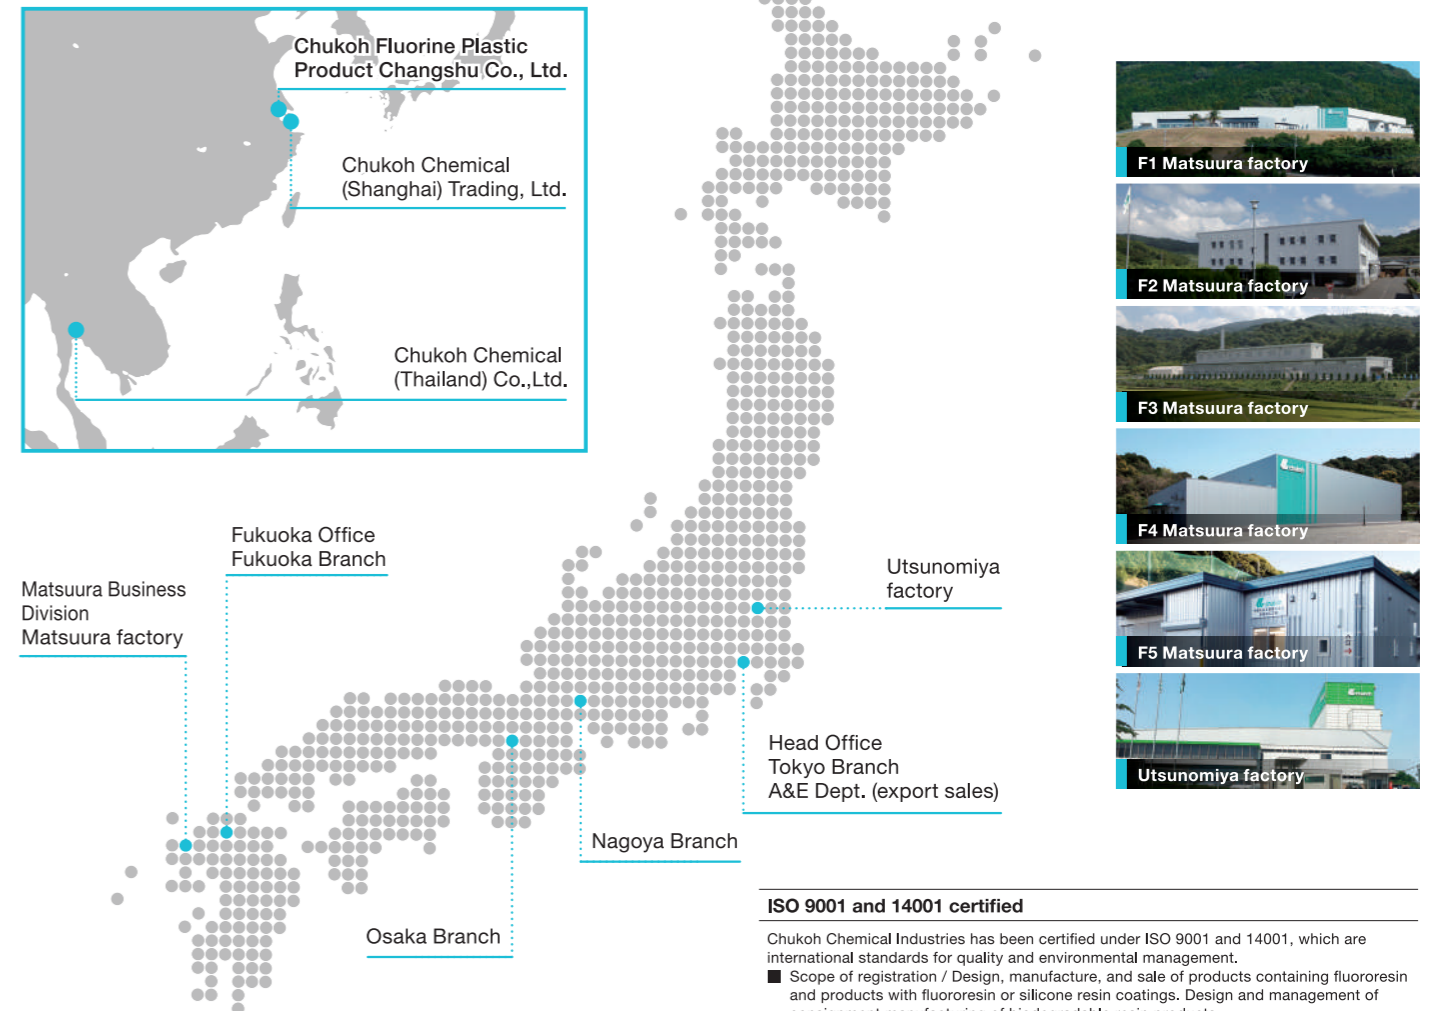 Chukoh Fluorine Plastic
Product Changshu Co., Ltd.
Chukoh Chemical
(Shanghai) Trading, Ltd.
Chukoh Chemical
(Thailand) Co.,Ltd.
Fukuoka Office
Fukuoka Branch
Matsuura Business
Division
Matsuura factory
Utsunomiya
factory
Head Office
Tokyo Branch
A&E Dept. (export sales)
Nagoya Branch
Osaka Branch
F1 Matsuura factory
F2 Matsuura factory
F3 Matsuura factory
F4 Matsuura factory
F5 Matsuura factory
Utsunomiya factory
ISO 9001 and 14001 certified
Chukoh Chemical Industries has been certified under ISO 9001 and 14001, which are
international standards for quality and environmental management.
■ Scope of registration / Design, manufacture, and sale of products containing fluororesin
and products with fluororesin or silicone resin coatings. Design and management of